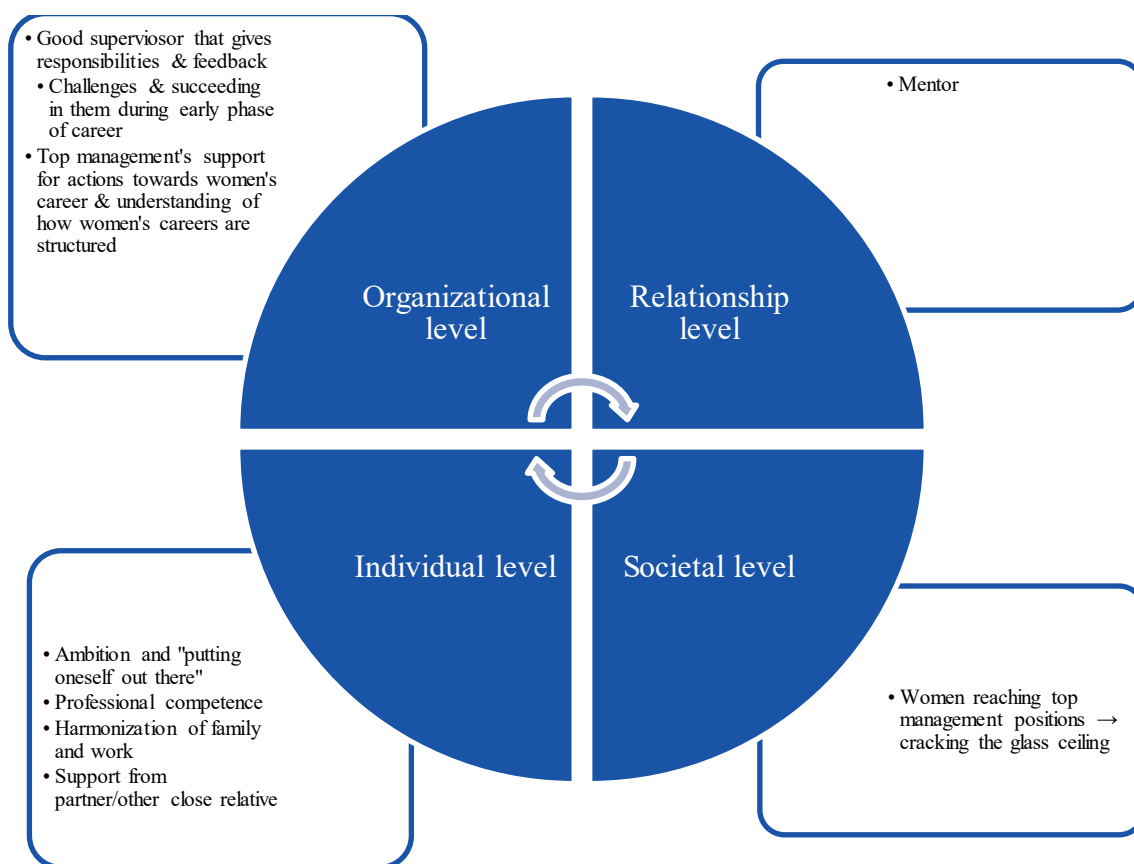 • Good superviosor that gives
responsibilities & feedback
• Challenges & succeeding
in them during early phase
of career
• Top management's support
for actions towards women's
career & understanding of
how women's careers are
structured
• Mentor
Organizational
level
Relationship
level
Individual level
Societal level
• Ambition and "putting
oneself out there"
• Professional competence
• Harmonization of family
and work
• Support from
partner/other close relative
• Women reaching top
management positions →
cracking the glass ceiling